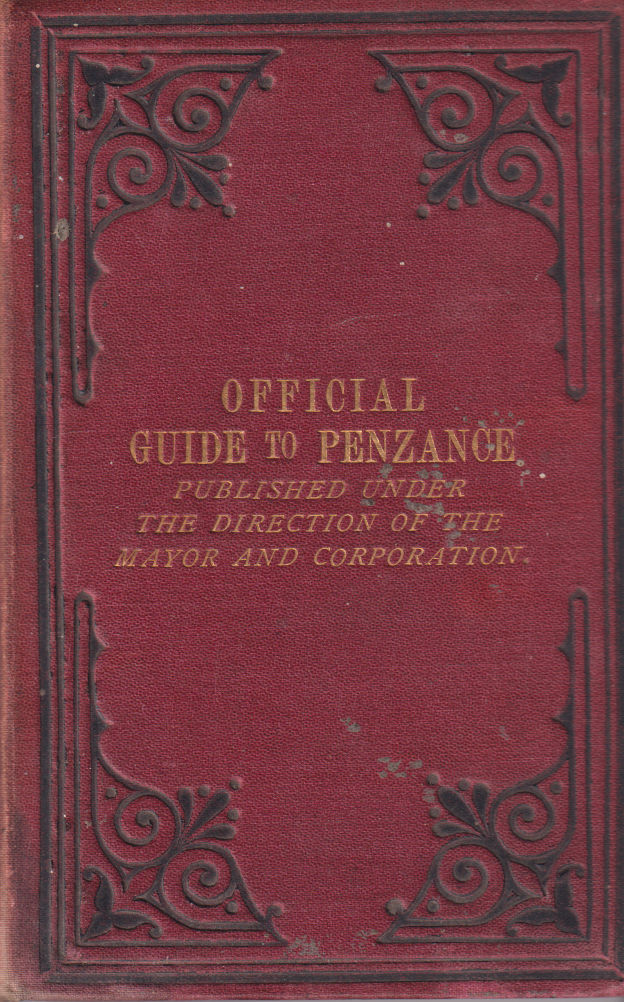 OFFICIAL
GUIDE TO PENZANCE
PUBLISHED UNDER
THE DIRECTION OF THE
MAYOR AND CORPORATION.